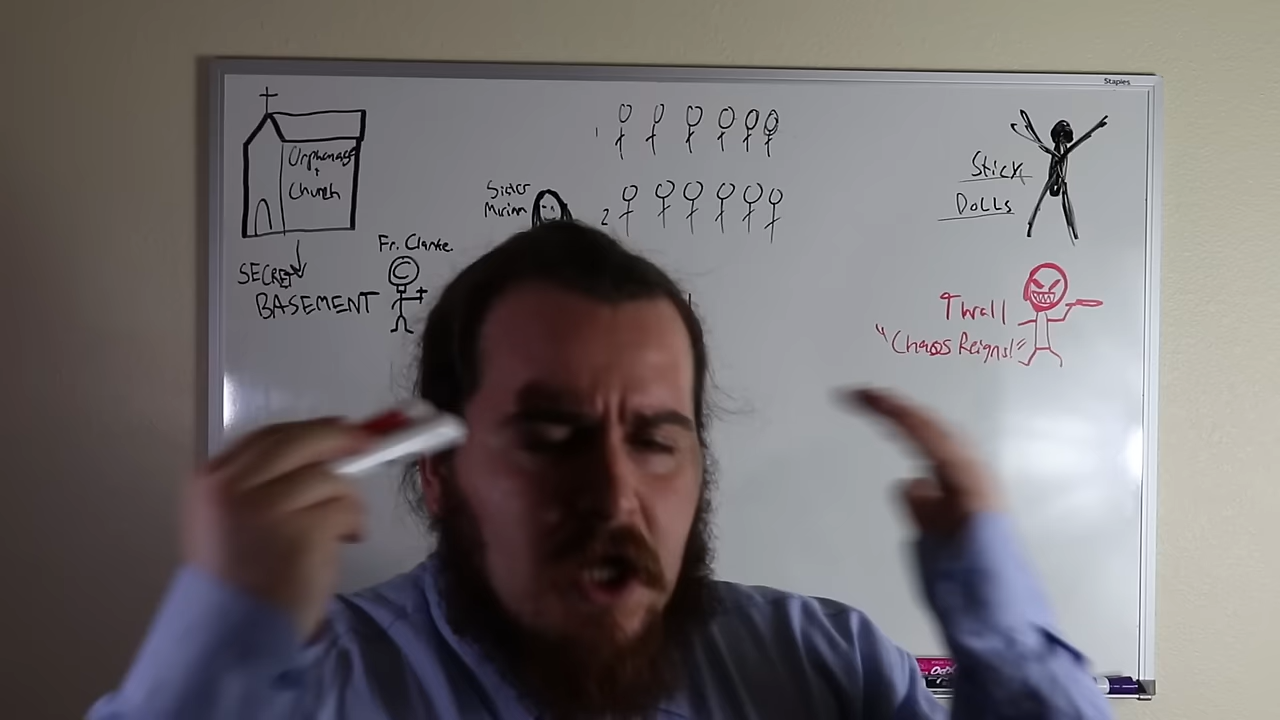 Staples
Orphanage
+
Church
SECRET
BASEMENT
Fr. Clarke
Sister
Miriam
1
2
Stick
Dolls
Thrall
"Chaos Reigns!"